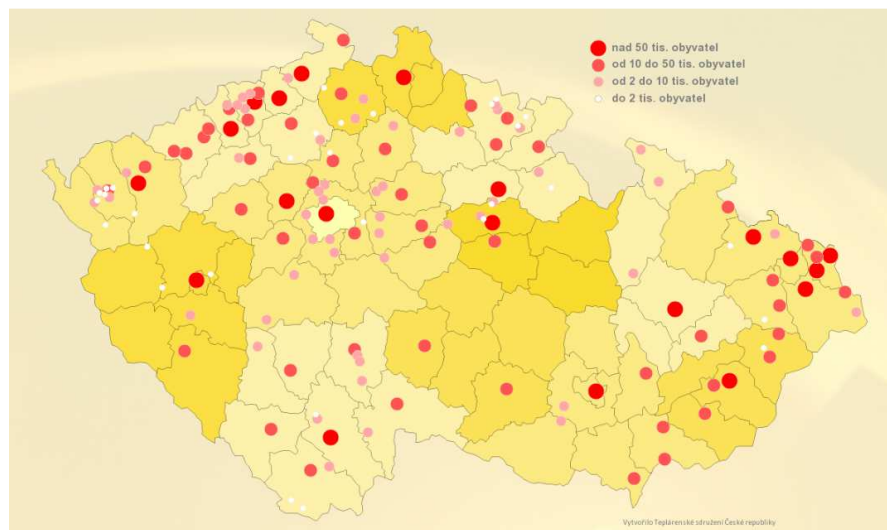 nad 50 tis. obyvatel
od 10 do 50 tis. obyvatel
od 2 do 10 tis. obyvatel
do 2 tis. obyvatel
Vytvořilo Teplárenské sdružení České republiky